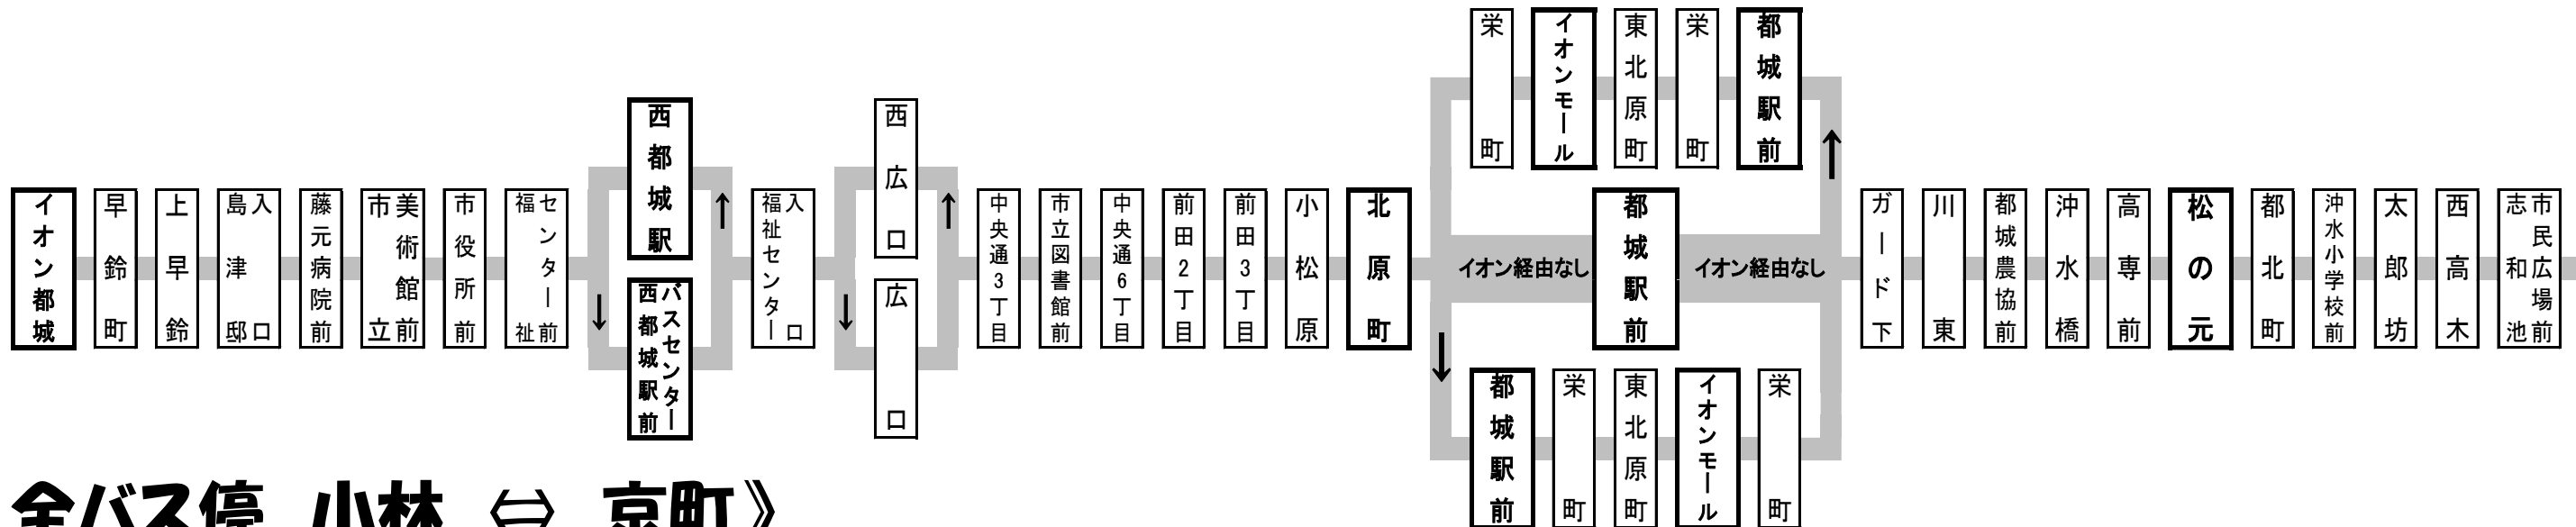 イオン都城
早鈴町
上早鈴
島津邸入口
藤元病院前
市立美術館前
市役所前
福祉センター前
西都城駅
↑
↓
西都城駅前バスセンター
福祉センター入口
西広口
↑
↓
広口
中央通3丁目
市立図書館前
中央通6丁目
前田2丁目
前田3丁目
小松原
北原町
栄町
イオンモール
東北原町
栄町
都城駅前
↑
イオン経由なし
都城駅前
イオン経由なし
↓
都城駅前
栄町
東北原町
イオンモール
栄町
ガード下
川東
都城農協前
沖水橋
高専前
松の元
都北町
沖水小学校前
太郎坊
西高木
志和池市民広場前
全バス停 小林 ⇔ 京町》